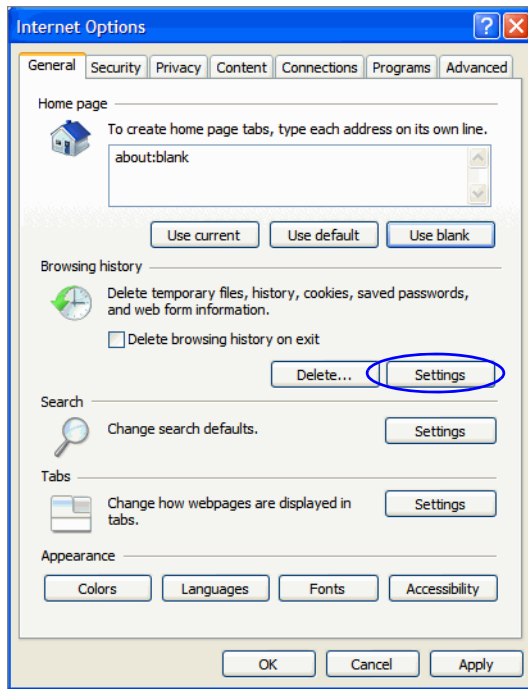 Internet Options
General Security Privacy Content Connections Programs Advanced
Home page
To create home page tabs, type each address on its own line.
about:blank
Use current Use default Use blank
Browsing history
Delete temporary files, history, cookies, saved passwords,
and web form information.
Delete browsing history on exit
Delete... Settings
Search
Change search defaults. Settings
Tabs
Change how webpages are displayed in Settings
tabs.
Appearance
Colors Languages Fonts Accessibility
OK Cancel Apply